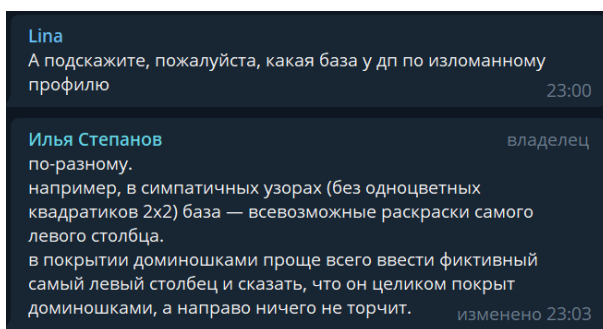 Lina
А подскажите, пожалуйста, какая база у дп по изломанному
профилю
23:00
Илья Степанов владелец
по-разному.
например, в симпатичных узорах (без одноцветных
квадратиков 2х2) база — всевозможные раскраски самого
левого столбца.
в покрытии доминошками проще всего ввести фиктивный
самый левый столбец и сказать, что он целиком покрыт
доминошками, а направо ничего не торчит. изменено 23:03